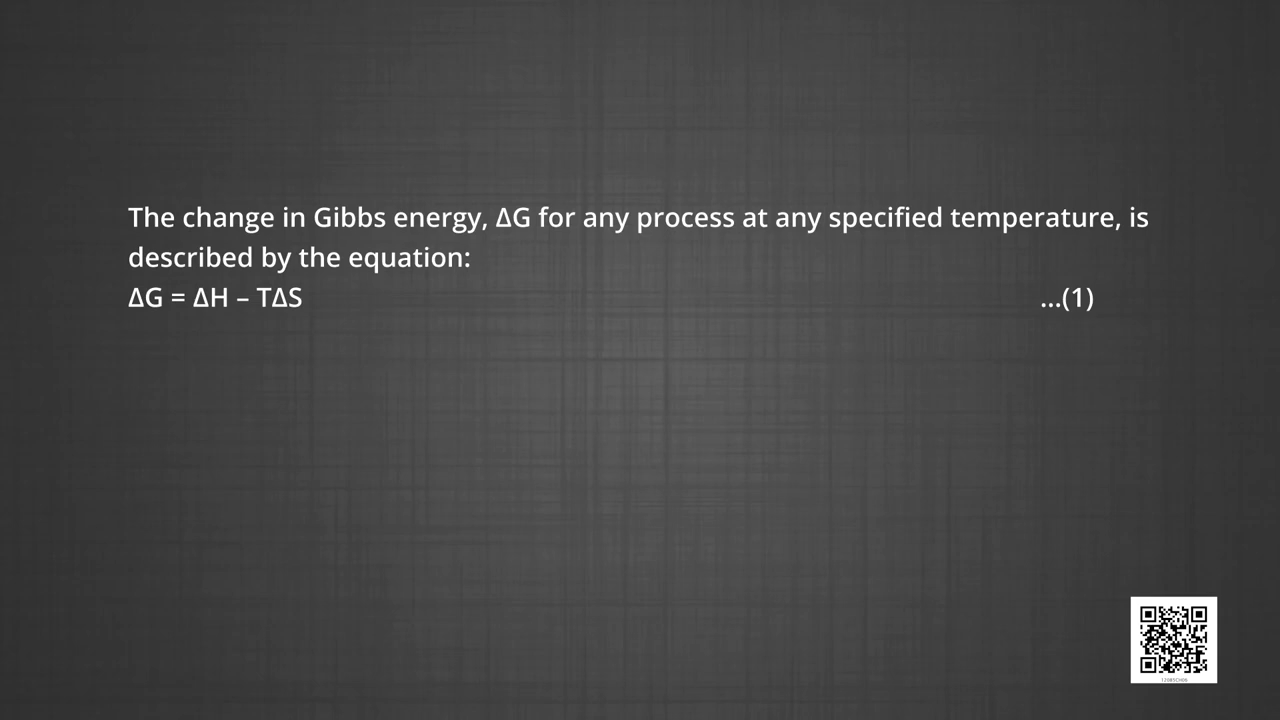 The change in Gibbs energy, ΔG for any process at any specified temperature, is
described by the equation:
ΔG = ΔH – TΔS ...(1)